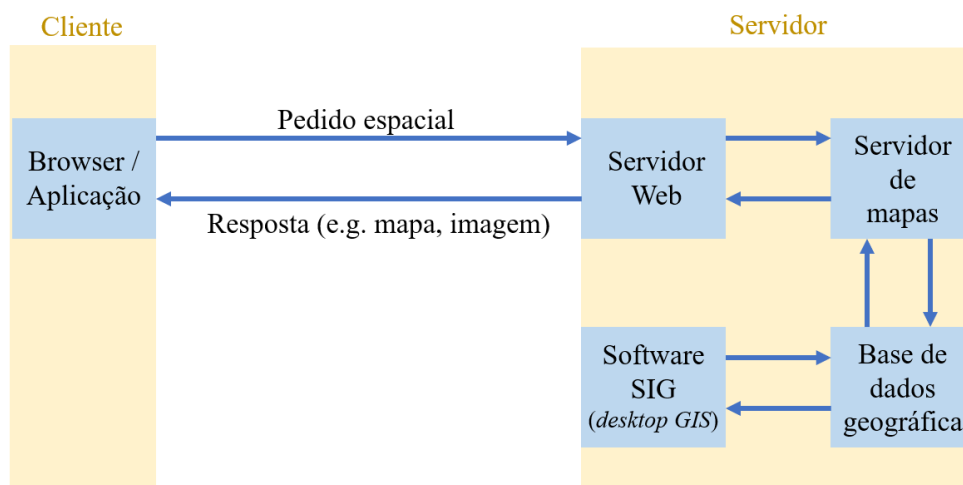 Cliente
Servidor
Pedido espacial
Browser /
Aplicação
Servidor
Web
Servidor
de
mapas
Resposta (e.g. mapa, imagem)
Software
SIG
(desktop GIS)
Base de
dados
geográfica